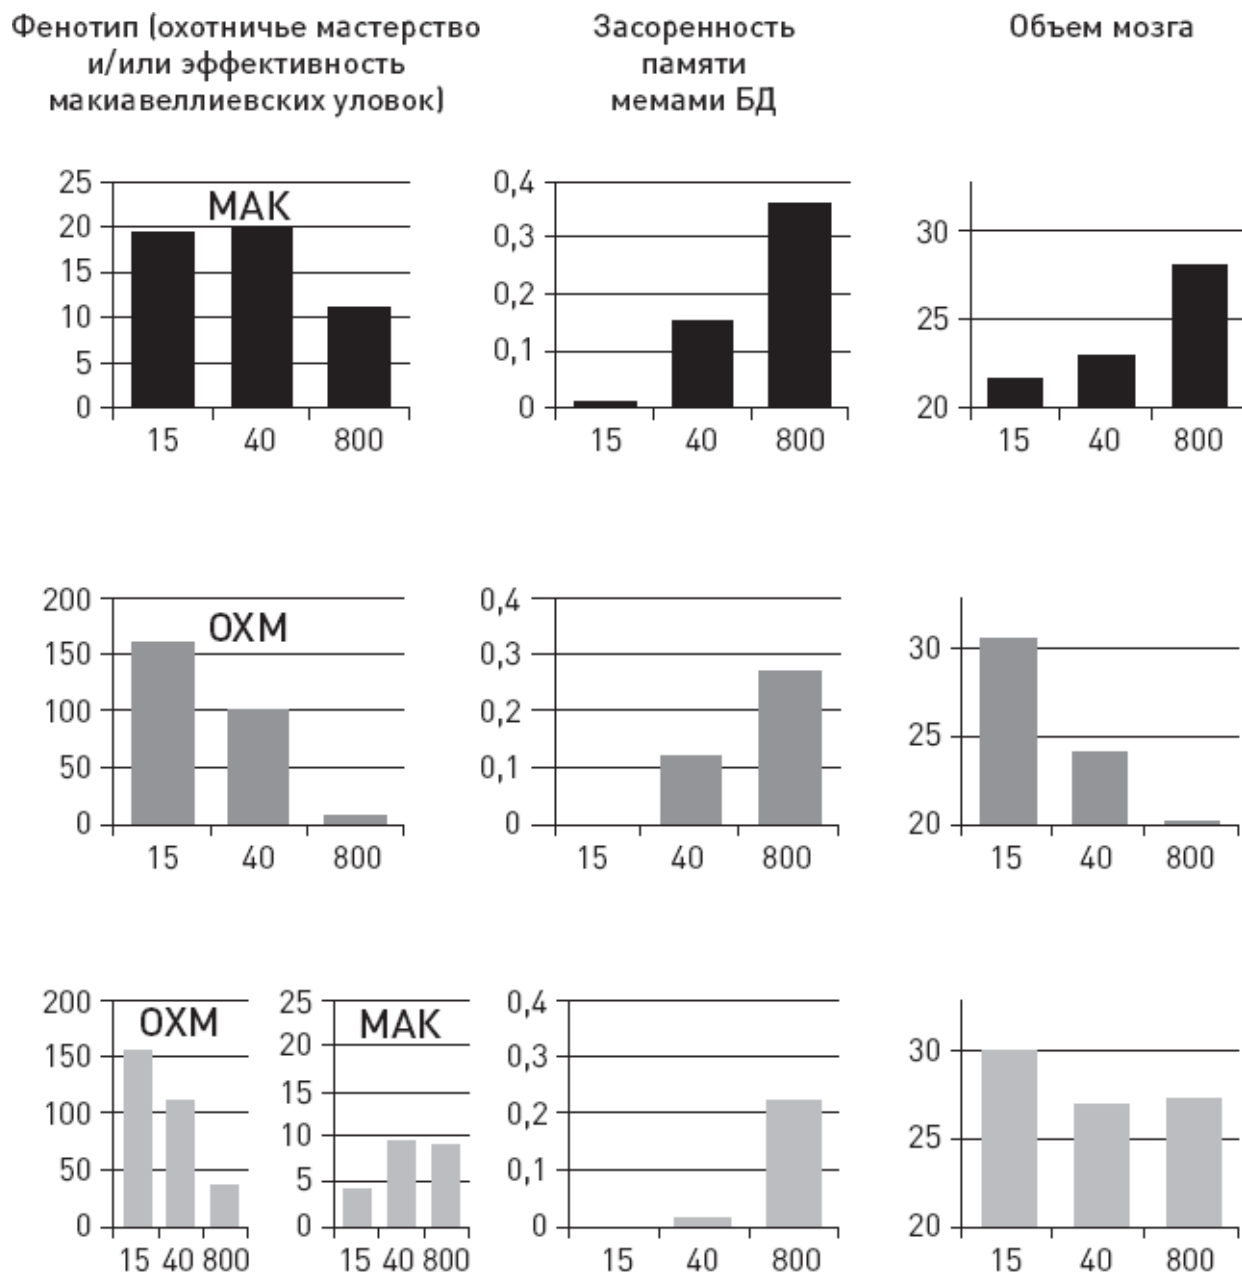 Фенотип (охотничье мастерство
и/или эффективность
макиавеллиевских уловок)
Засоренность
памяти
мемами БД
Объем мозга
25
20
15
10
5
0
МАК
15 40 800
0,4
0,3
0,2
0,1
0
15 40 800
30
25
20
15 40 800
200
150
100
50
0
ОХМ
15 40 800
0,4
0,3
0,2
0,1
0
15 40 800
30
25
20
15 40 800
200
150
100
50
0
ОХМ
15 40 800
25
20
15
10
5
0
МАК
15 40 800
0,4
0,3
0,2
0,1
0
15 40 800
30
25
20
15 40 800